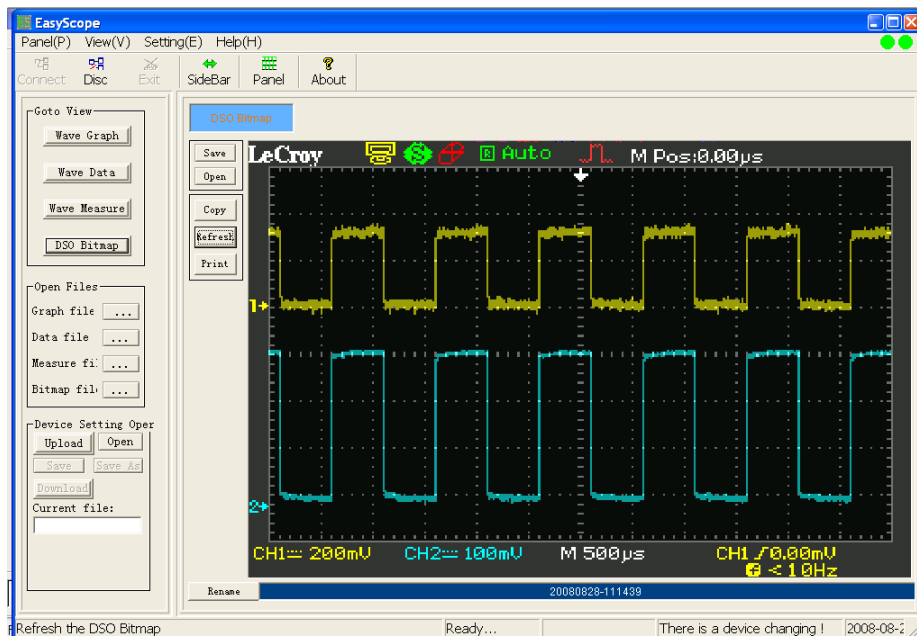 EasyScope
Panel(P) View(V) Setting(E) Help(H)
Connect Disc Exit SideBar Panel About
Goto View
Wave Graph
Wave Data
Wave Measure
DSO Bitmap
Open Files
Graph file ...
Data file ...
Measure fi: ...
Bitmap fil ...
Device Setting Oper
Upload Open
Save Save As
Download
Current file:
DSO Bitmap
Save
Open
Copy
Refresh
Print
LeCroy S R Auto M Pos:0.00µs
1
2
CH1 200mV CH2 100mV M 500µs CH1 0.00mV
f <10Hz
Rename 20080828-111439
Refresh the DSO Bitmap Ready... There is a device changing ! 2008-08-2